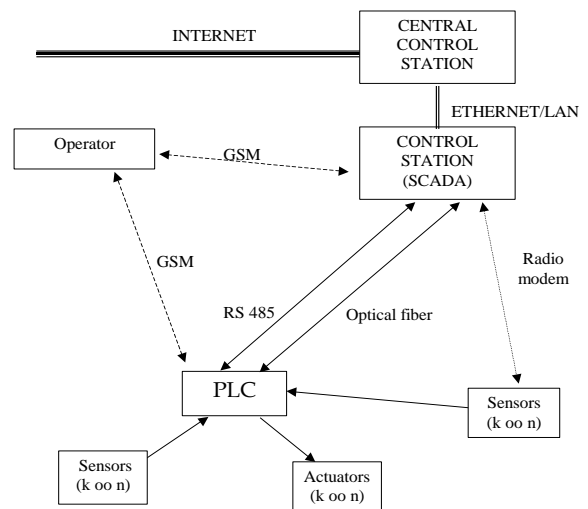 INTERNET
CENTRAL
CONTROL
STATION
ETHERNET/LAN
Operator
GSM
CONTROL
STATION
(SCADA)
GSM
Radio
modem
RS 485
Optical fiber
PLC
Sensors
(k oo n)
Sensors
(k oo n)
Actuators
(k oo n)